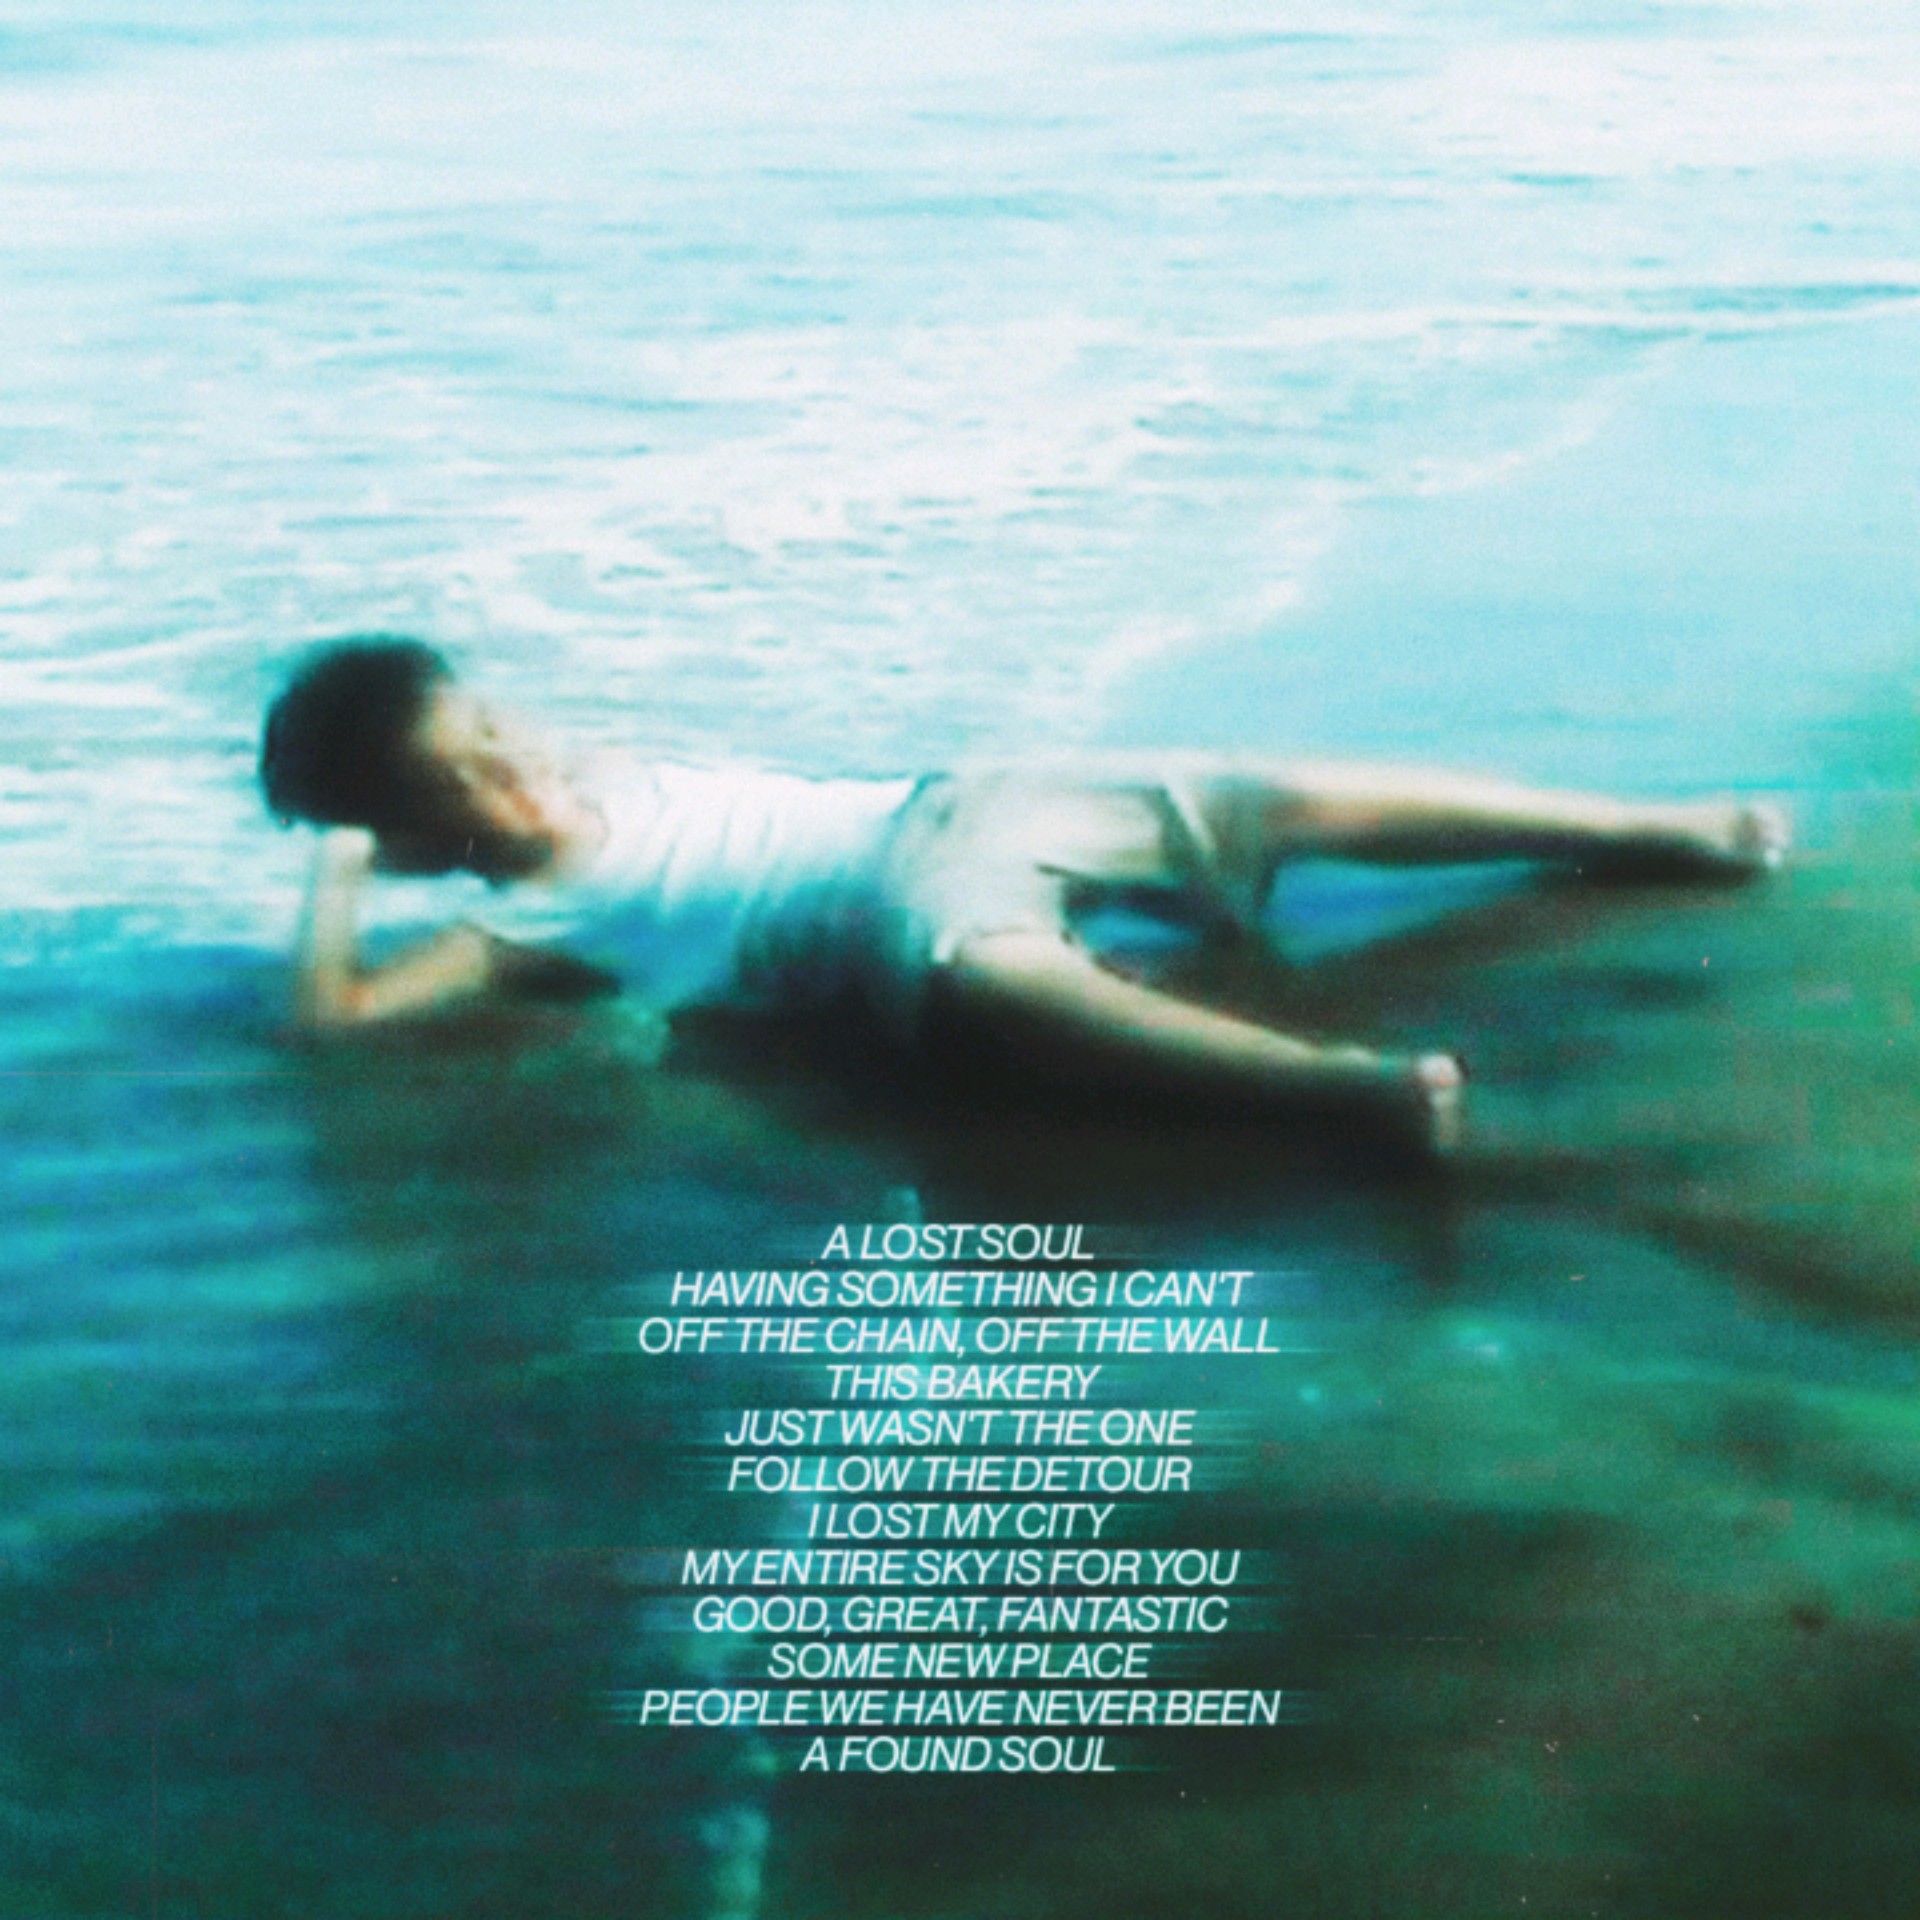 A LOST SOUL
HAVING SOMETHING I CAN'T
OFF THE CHAIN, OFF THE WALL
THIS BAKERY
JUST WASN'T THE ONE
FOLLOW THE DETOUR
I LOST MY CITY
MY ENTIRE SKY IS FOR YOU
GOOD, GREAT, FANTASTIC
SOME NEW PLACE
PEOPLE WE HAVE NEVER BEEN
A FOUND SOUL